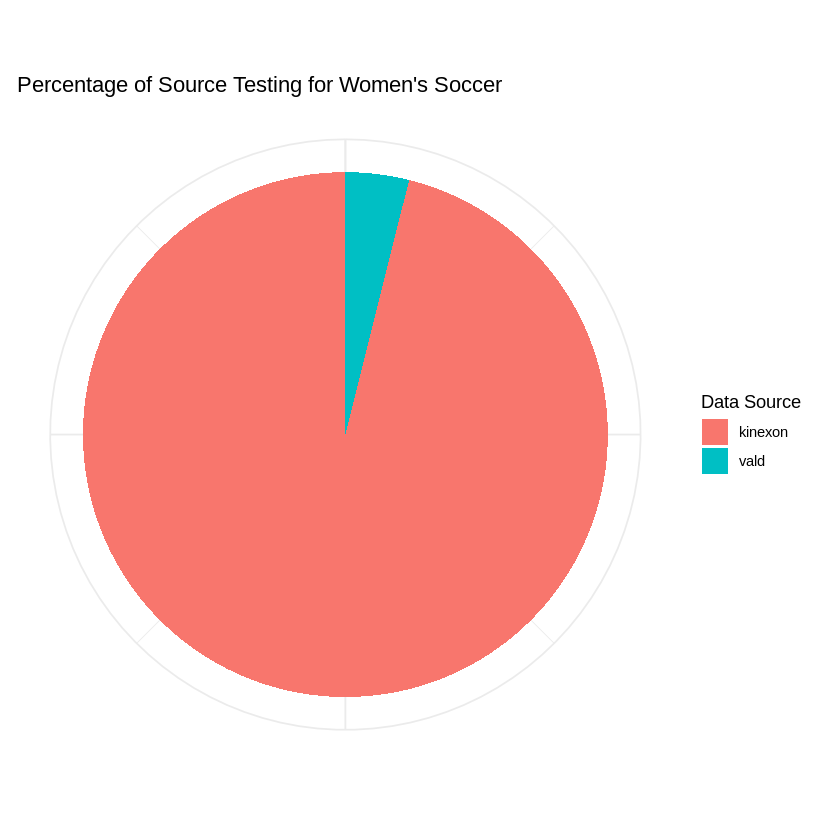 Percentage of Source Testing for Women's Soccer
Data Source
kinexon
vald